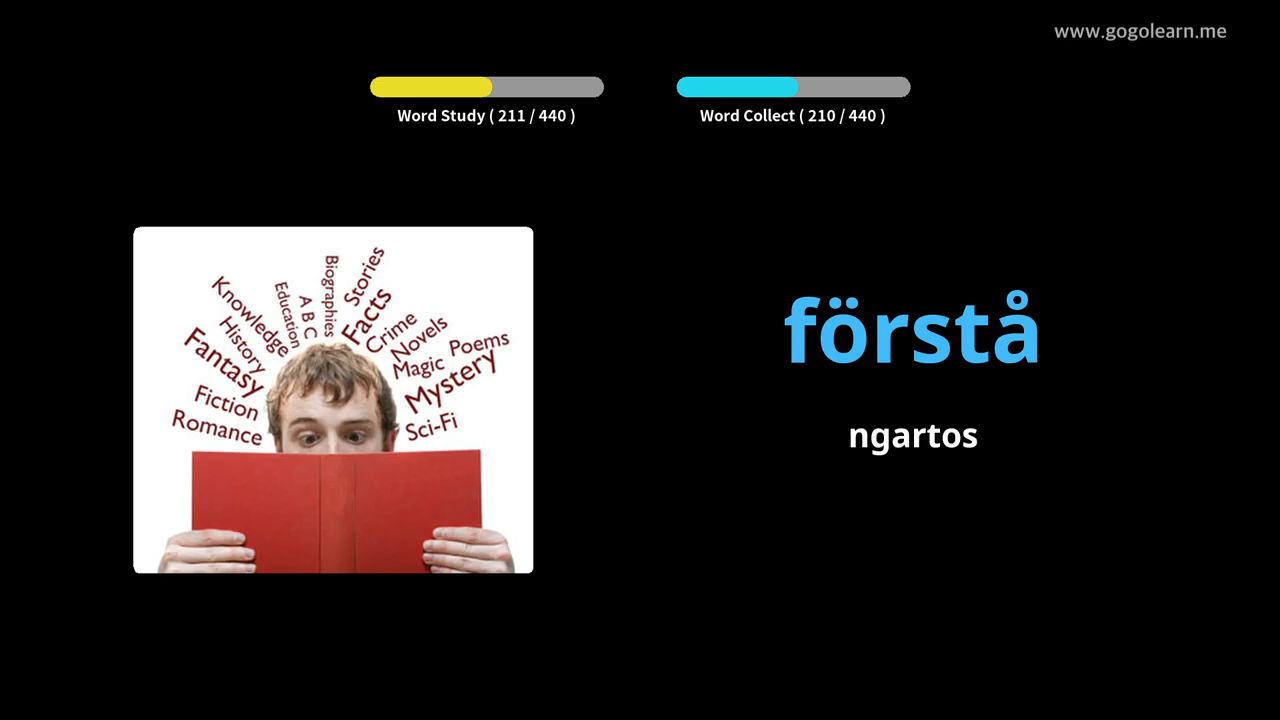 www.gogolearn.me
Word Study ( 211 / 440 )
Word Collect ( 210 / 440 )
Knowledge
History
Fantasy
Fiction
Romance
Education
A B C
Biographies
Stories
Facts
Crime
Novels
Magic
Poems
Mystery
Sci-Fi
förstå
ngartos